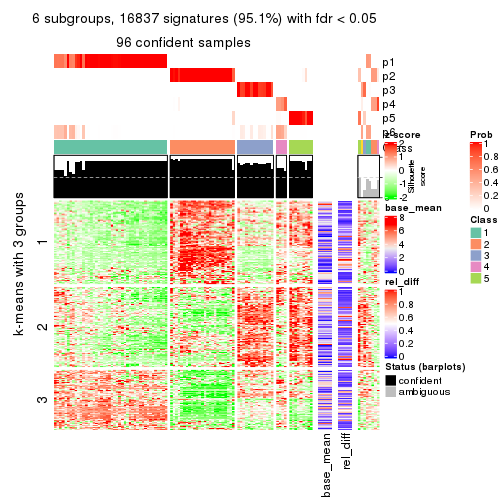 6 subgroups, 16837 signatures (95.1%) with fdr < 0.05
96 confident samples
p1
p2
p3
p4
p5
p6
Class
Silhouette
score
k-means with 3 groups
1
2
3
base_mean
rel_diff
z-score
2
1
0
-1
-2
base_mean
8
6
4
2
0
rel_diff
1
0.8
0.6
0.4
0.2
0
Status (barplots)
confident
ambiguous
Prob
1
0.8
0.6
0.4
0.2
0
Class
1
2
3
4
5